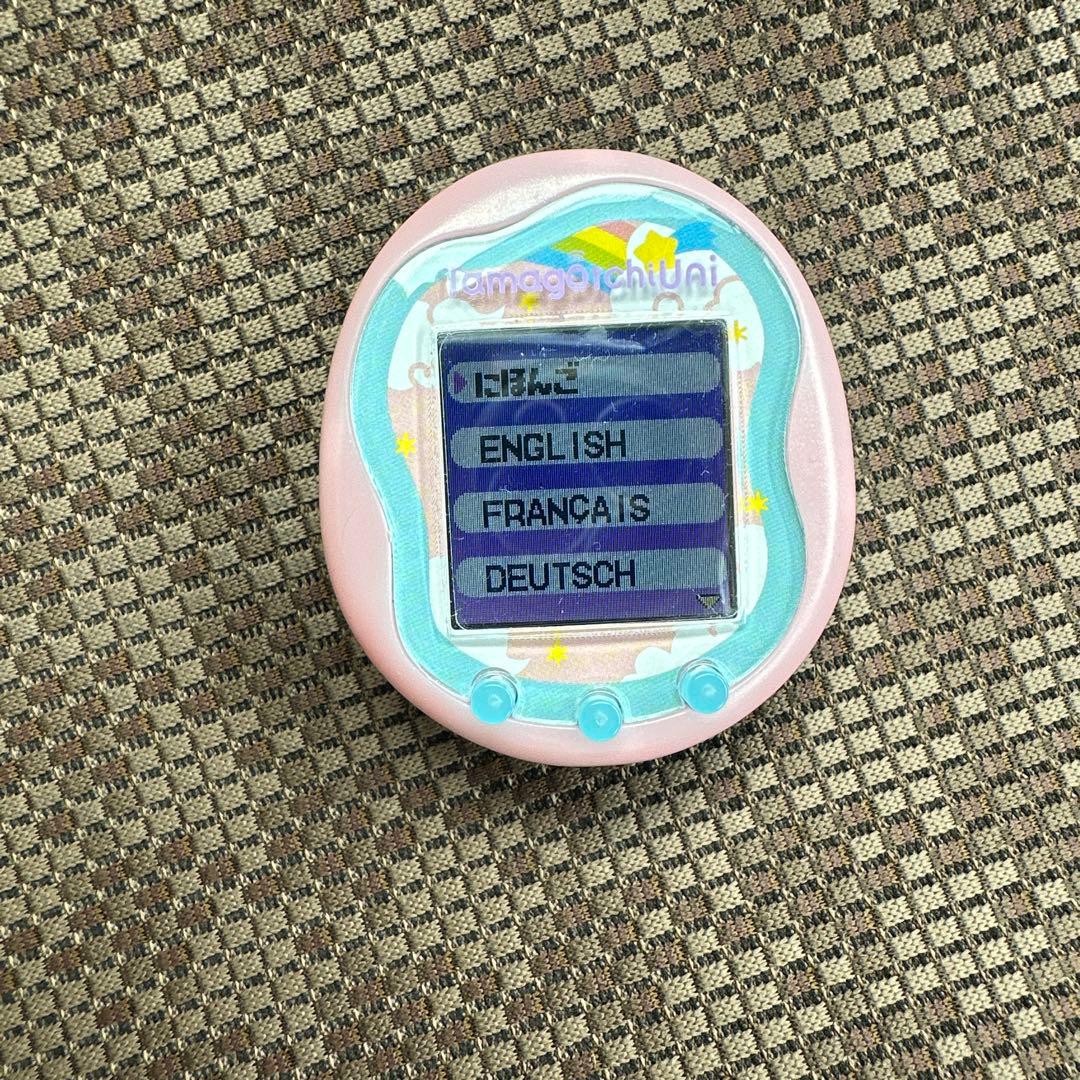 TamagotchiUni
にほんご
ENGLISH
FRANÇAIS
DEUTSCH